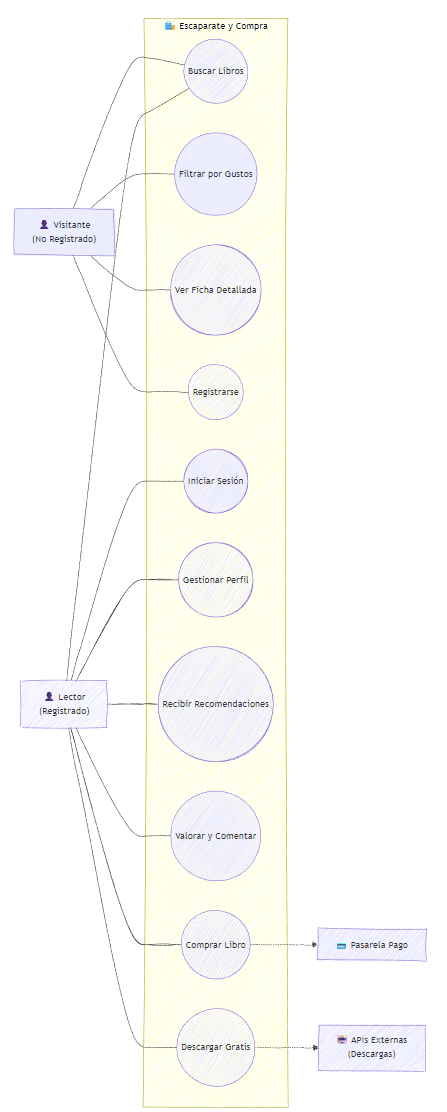 Escaparate y Compra
Buscar Libros
Filtrar por Gustos
Visitante
(No Registrado)
Ver Ficha Detallada
Registrarse
Iniciar Sesión
Gestionar Perfil
Lector
(Registrado)
Recibir Recomendaciones
Valorar y Comentar
Comprar Libro
Pasarela Pago
Descargar Gratis
APIs Externas
(Descargas)